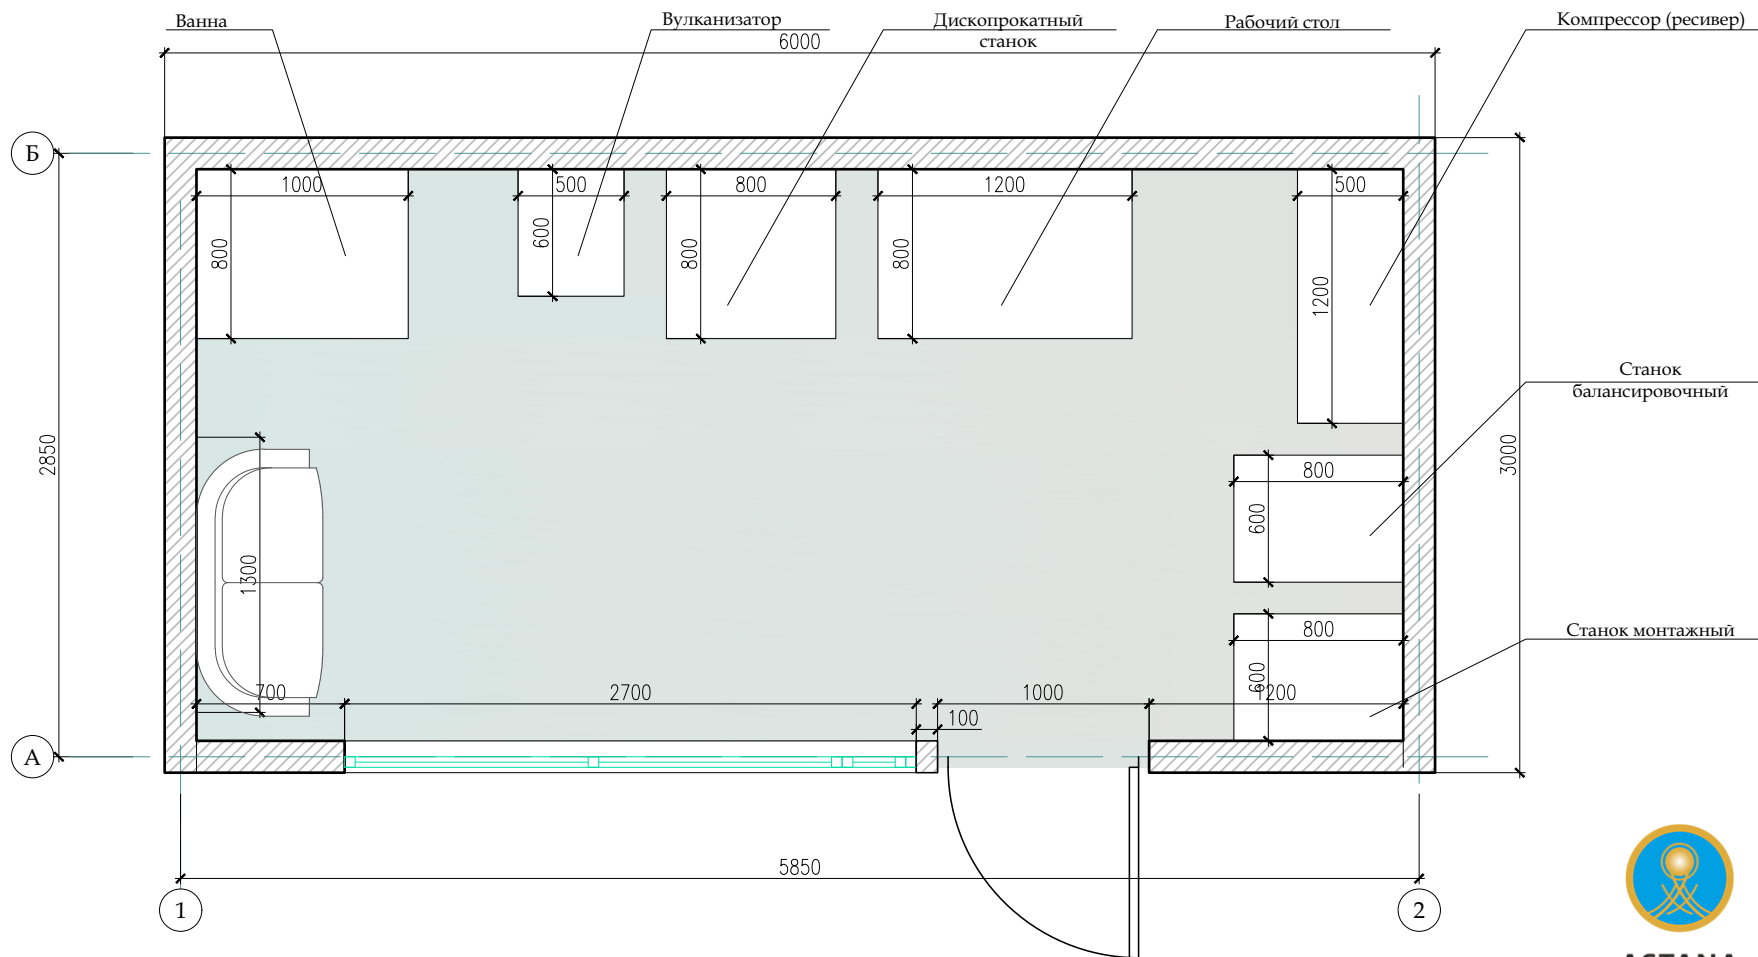 Ванна
Вулканизатор
Дископрокатный
станок
Рабочий стол
Компрессор (ресивер)
6000
Б
1000
500
800
1200
500
800
600
800
800
1200
Станок
балансировочный
2850
3000
800
600
1300
800
Станок монтажный
600
700
2700
1000
1200
100
А
5850
1
2
ASTANA